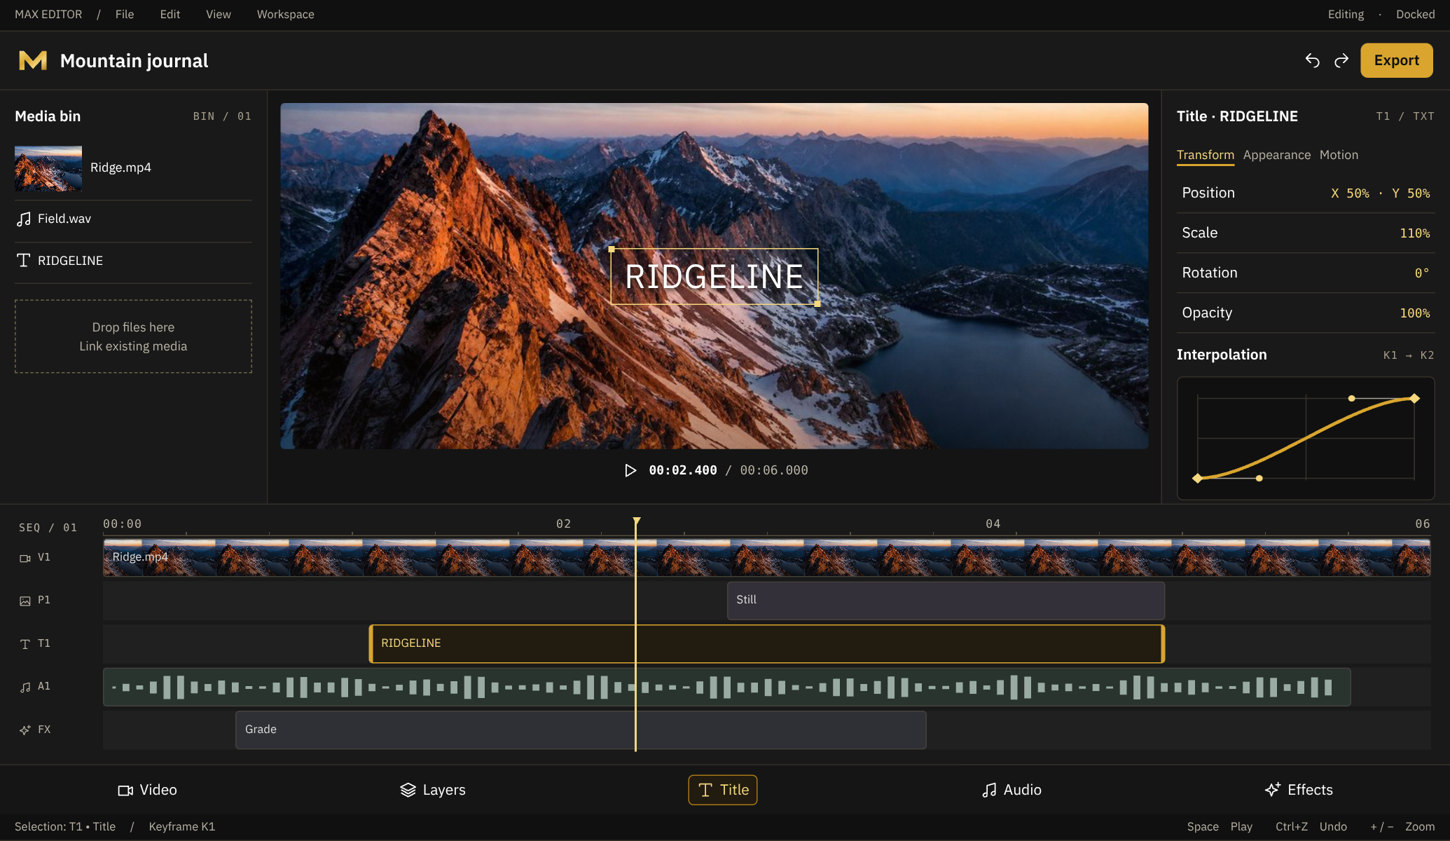 MAX EDITOR / File Edit View Workspace Editing · Docked
M Mountain journal Export
Media bin BIN / 01
Ridge.mp4
Field.wav
RIDGELINE
Drop files here
Link existing media
RIDGELINE
00:02.400 / 00:06.000
Title · RIDGELINE T1 / TXT
Transform Appearance Motion
Position X 50% · Y 50%
Scale 110%
Rotation 0°
Opacity 100%
Interpolation K1 → K2
SEQ / 01 00:00 02 04 06
V1 Ridge.mp4
P1 Still
T1 RIDGELINE
A1
FX Grade
Video Layers Title Audio Effects
Selection: T1 • Title / Keyframe K1 Space Play Ctrl+Z Undo + / − Zoom